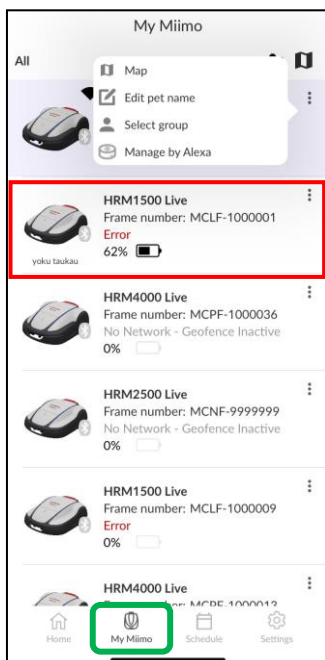 My Miimo
All
Map
Edit pet name
Select group
Manage by Alexa
HRM1500 Live
Frame number: MCLF-1000001
Error
62%
yoku taukau
HRM4000 Live
Frame number: MCPF-1000036
No Network - Geofence Inactive
0%
HRM2500 Live
Frame number: MCNF-9999999
No Network - Geofence Inactive
0%
HRM1500 Live
Frame number: MCLF-1000009
Error
0%
HRM4000 Live
Home
My Miimo
Schedule
Settings